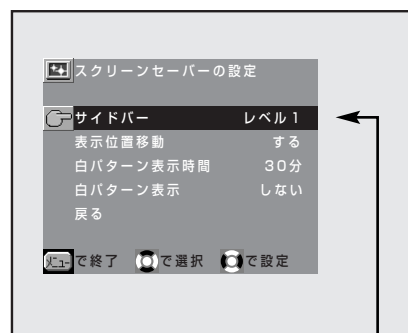 スクリーンセーバーの設定
サイドバー レベル1
表示位置移動 する
白パターン表示時間 30分
白パターン表示 しない
戻る
メニューで終了 で選択 で設定